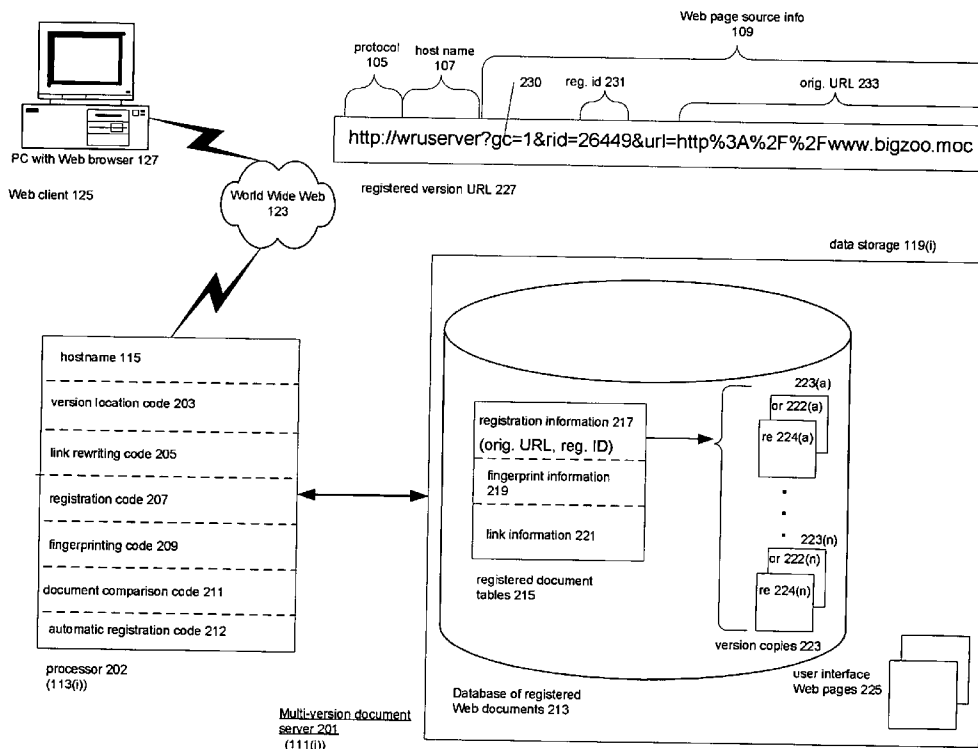 Web page source info
109
protocol
105
host name
107
230
reg. id 231
orig. URL 233
http://wruserver?gc=1&rid=26449&url=http%3A%2F%2Fwww.bigzoo.moc
registered version URL 227
PC with Web browser 127
Web client 125
World Wide Web
123
data storage 119(i)
hostname 115
version location code 203
link rewriting code 205
registration code 207
fingerprinting code 209
document comparison code 211
automatic registration code 212
processor 202
(113(i))
registration information 217
(orig. URL, reg. ID)
fingerprint information
219
link information 221
registered document
tables 215
223(a)
or 222(a)
re 224(a)
223(n)
or 222(n)
re 224(n)
version copies 223
Database of registered
Web documents 213
user interface
Web pages 225
Multi-version document
server 201
(111(i))